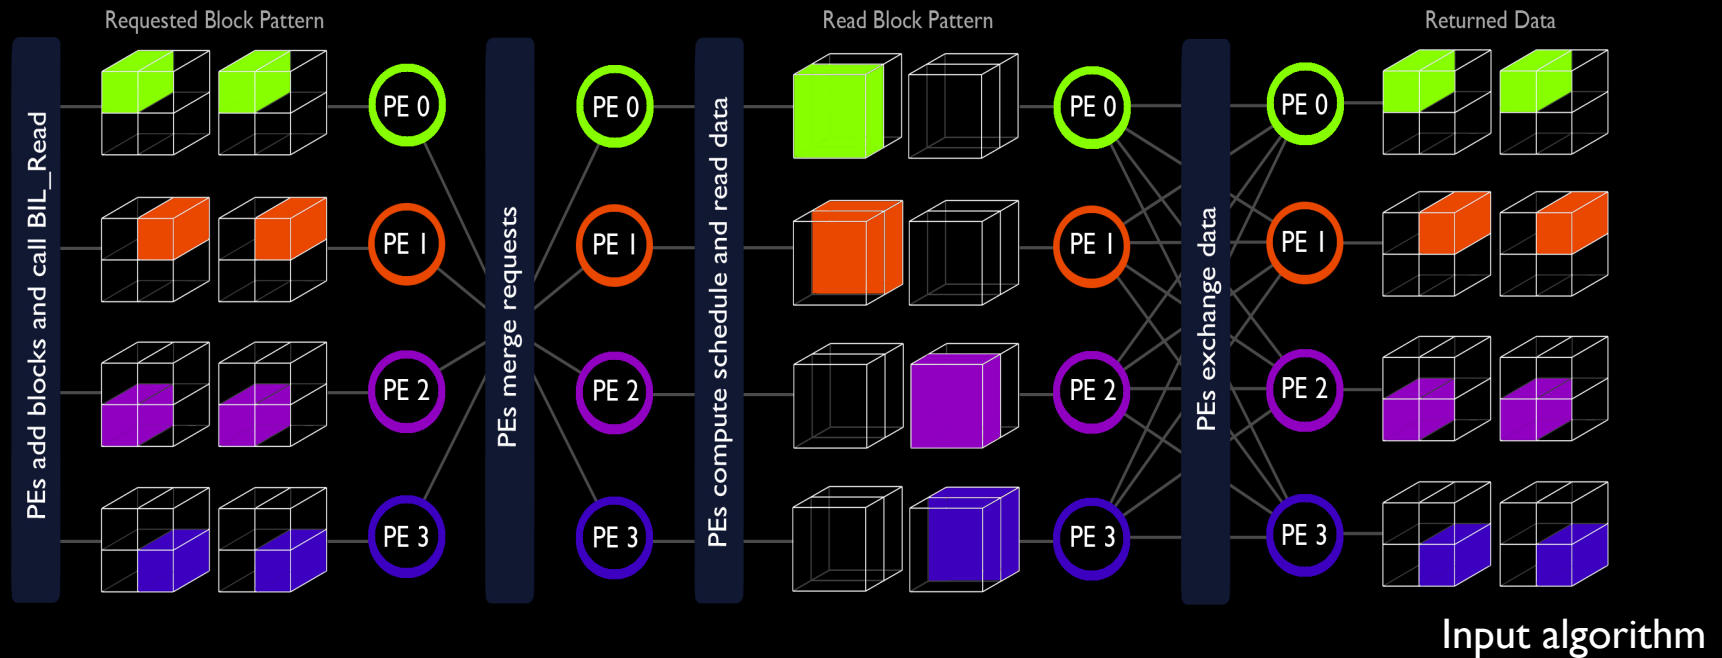 Requested Block Pattern
Read Block Pattern
Returned Data
PEs add blocks and call BIL_Read
PE 0
PE 1
PE 2
PE 3
PEs merge requests
PE 0
PE 1
PE 2
PE 3
PEs compute schedule and read data
PE 0
PE 1
PE 2
PE 3
PEs exchange data
PE 0
PE 1
PE 2
PE 3
Input algorithm